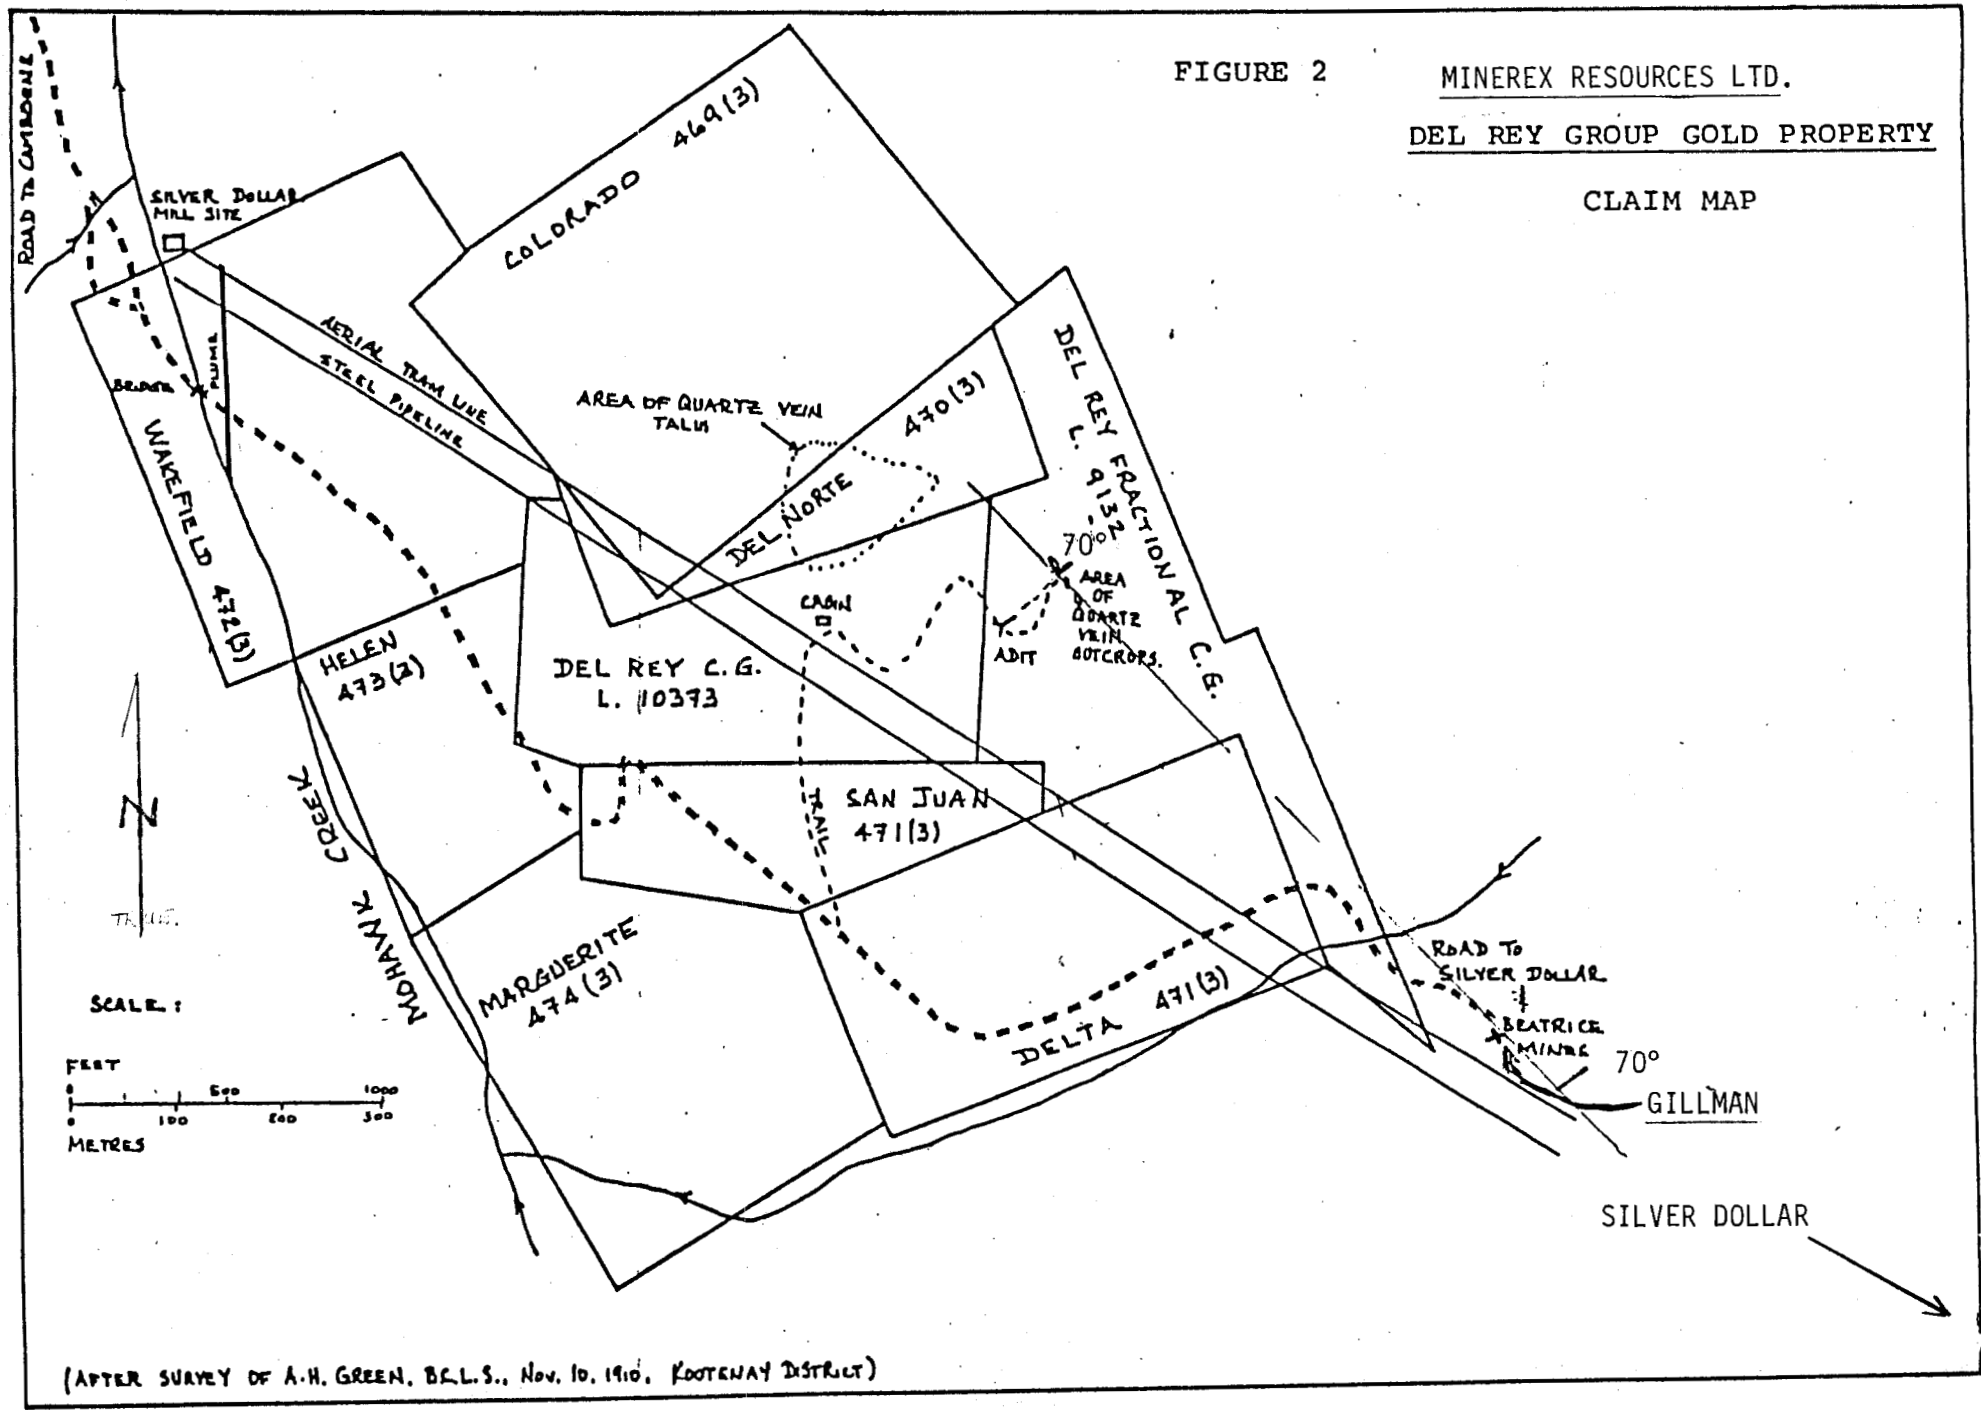 FIGURE 2
MINEREX RESOURCES LTD.
DEL REY GROUP GOLD PROPERTY
CLAIM MAP
ROAD TO CAMBORNE
SILVER DOLLAR
MILL SITE
COLORADO 469(3)
AERIAL TRAM LINE
STEEL PIPELINE
FLUME
BRIDGE
WAKEFIELD 472(3)
AREA OF QUARTZ VEIN
TALUS
DEL NORTE 470(3)
DEL REY FRACTIONAL C.G.
L. 9132
70°
AREA
OF
QUARTZ
VEIN
OUTCROPS.
ADIT
CABIN
HELEN
473(3)
DEL REY C.G.
L. 10373
SAN JUAN
471(3)
TRAIL
MOHAWK CREEK
MARGUERITE
474(3)
DELTA 471(3)
ROAD TO
SILVER DOLLAR
BEATRICE
MINES
70°
GILLMAN
SILVER DOLLAR
N
TRUE.
SCALE:
FEET
0 500 1000
0 100 200 300
METRES
(AFTER SURVEY OF A.H. GREEN. B.C.L.S., NOV. 10, 1910, KOOTENAY DISTRICT)